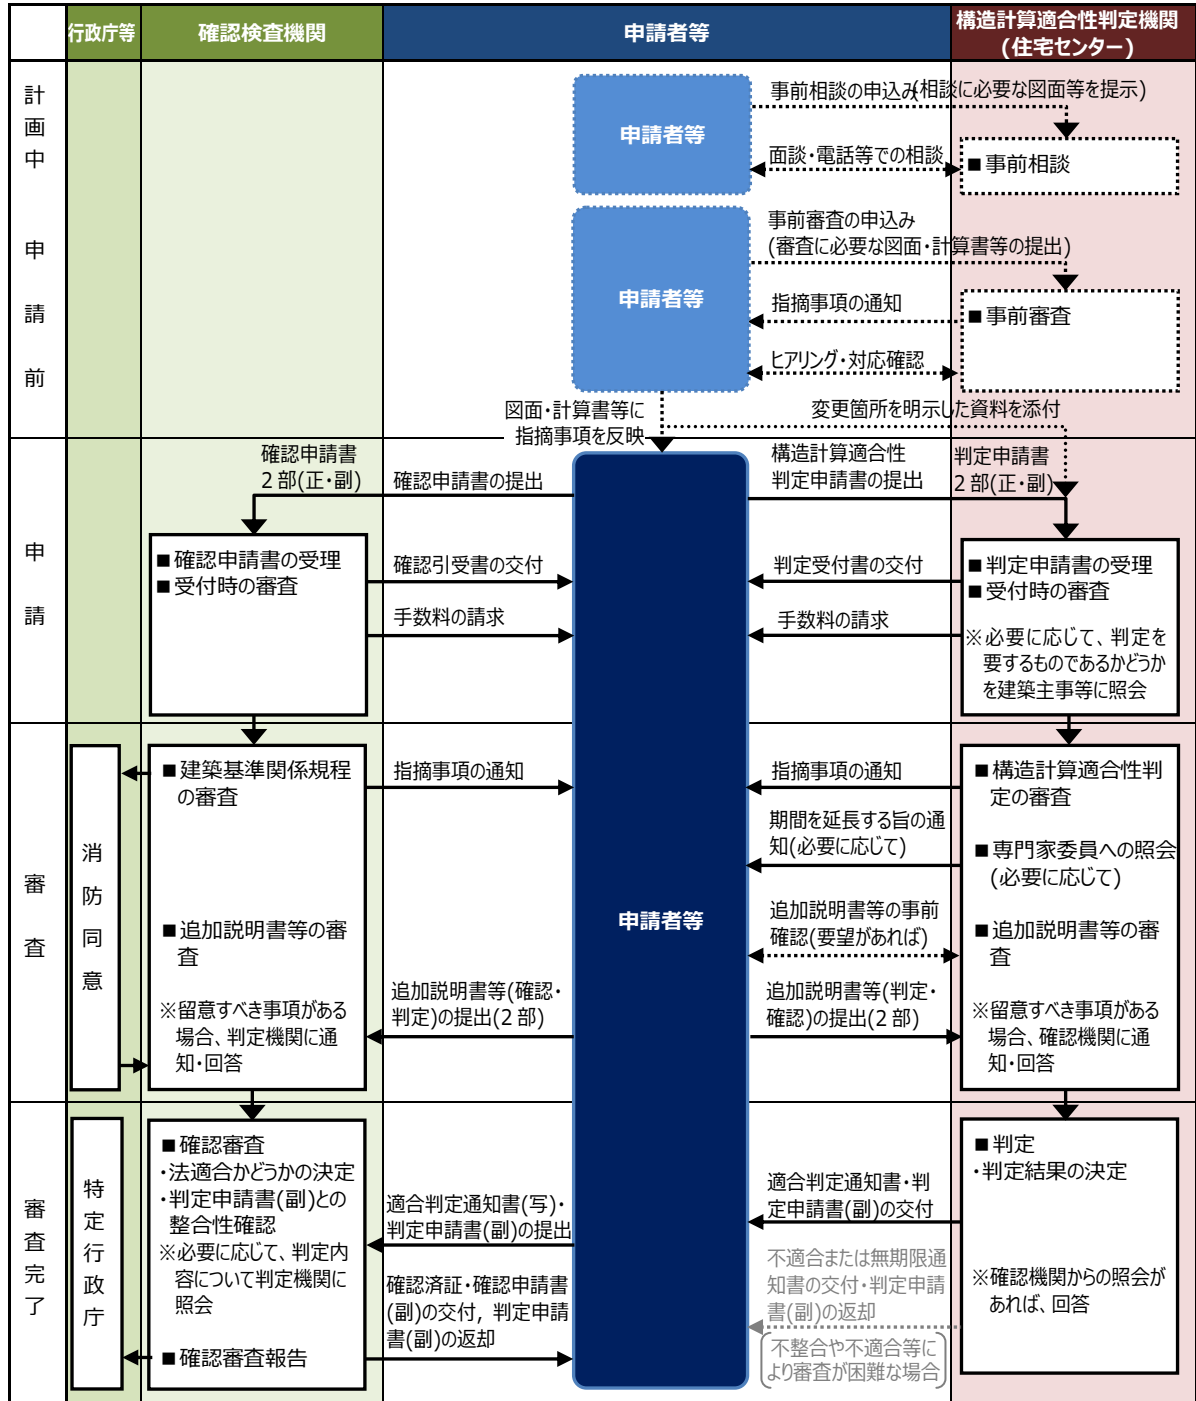 行政庁等
確認検査機関
申請者等
構造計算適合性判定機関
(住宅センター)
計
画
中
申請者等
事前相談の申込み(相談に必要な図面等を提示)
面談・電話等での相談
■事前相談
申
請
前
申請者等
事前審査の申込み
(審査に必要な図面・計算書等の提出)
指摘事項の通知
ヒアリング・対応確認
■事前審査
図面・計算書等に
指摘事項を反映
変更箇所を明示した資料を添付
申
請
確認申請書
2 部(正・副)
確認申請書の提出
構造計算適合性
判定申請書の提出
判定申請書
2 部(正・副)
■確認申請書の受理
■受付時の審査
確認引受書の交付
手数料の請求
判定受付書の交付
手数料の請求
■判定申請書の受理
■受付時の審査
※必要に応じて、判定を
要するものであるかどうか
を建築主事等に照会
審
査
消
防
同
意
■建築基準関係規程
の審査
■追加説明書等の審
査
※留意すべき事項がある
場合、判定機関に通
知・回答
指摘事項の通知
追加説明書等(確認・
判定)の提出(2 部)
申請者等
指摘事項の通知
期間を延長する旨の通
知(必要に応じて)
追加説明書等の事前
確認(要望があれば)
追加説明書等(判定・
確認)の提出(2 部)
■構造計算適合性判
定の審査
■専門家委員への照会
(必要に応じて)
■追加説明書等の審
査
※留意すべき事項がある
場合、確認機関に通
知・回答
審
査
完
了
特
定
行
政
庁
■確認審査
・法適合かどうかの決定
・判定申請書(副)との
整合性確認
※必要に応じて、判定内
容について判定機関に
照会
■確認審査報告
適合判定通知書(写)・
判定申請書(副)の提出
確認済証・確認申請書
(副)の交付, 判定申請
書(副)の返却
適合判定通知書・判
定申請書(副)の交付
不適合または無期限通
知書の交付・判定申請
書(副)の返却
不整合や不適合等に
より審査が困難な場合
■判定
・判定結果の決定
※確認機関からの照会が
あれば、回答